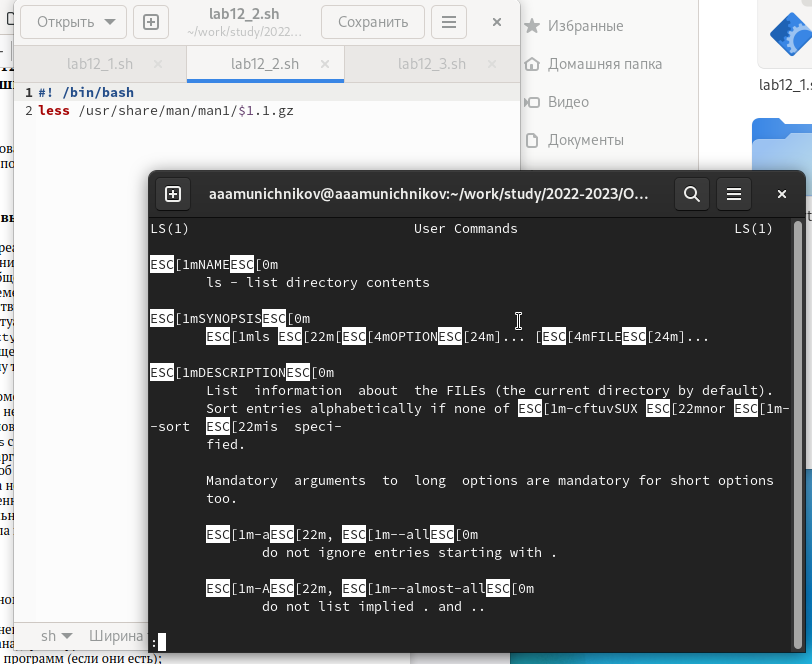 Открыть
lab12_2.sh
~/work/study/2022...
Сохранить
lab12_1.sh
lab12_2.sh
lab12_3.sh
1 #! /bin/bash
2 less /usr/share/man/man1/$1.1.gz
Избранные
Домашняя папка
Видео
Документы
lab12_1.s
aaamunichnikov@aaamunichnikov:~/work/study/2022-2023/O...
LS(1) User Commands LS(1)
ESC[1mNAMEESC[0m
ls - list directory contents
ESC[1mSYNOPSISESC[0m
ESC[1mls ESC[22m[ESC[4mOPTIONESC[24m]... [ESC[4mFILEESC[24m]...
ESC[1mDESCRIPTIONESC[0m
List information about the FILEs (the current directory by default).
Sort entries alphabetically if none of ESC[1m-cftuvSUX ESC[22mnor ESC[1m-
-sort ESC[22mis speci-
fied.
Mandatory arguments to long options are mandatory for short options
too.
ESC[1m-aESC[22m, ESC[1m--allESC[0m
do not ignore entries starting with .
ESC[1m-AESC[22m, ESC[1m--almost-allESC[0m
do not list implied . and ..
:
sh
Ширина
программ (если они есть);